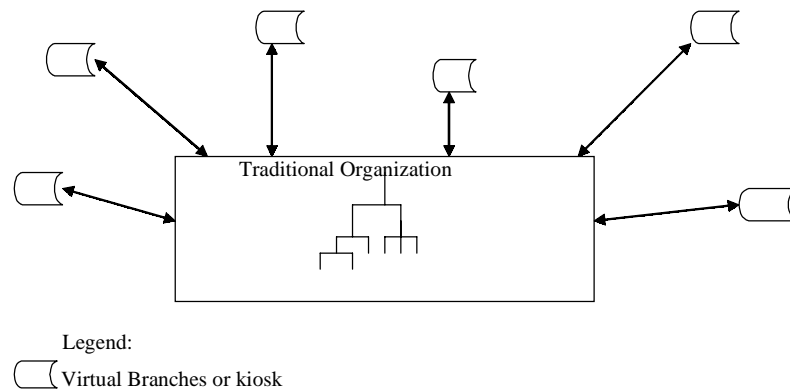 Traditional Organization
Legend:
Virtual Branches or kiosk